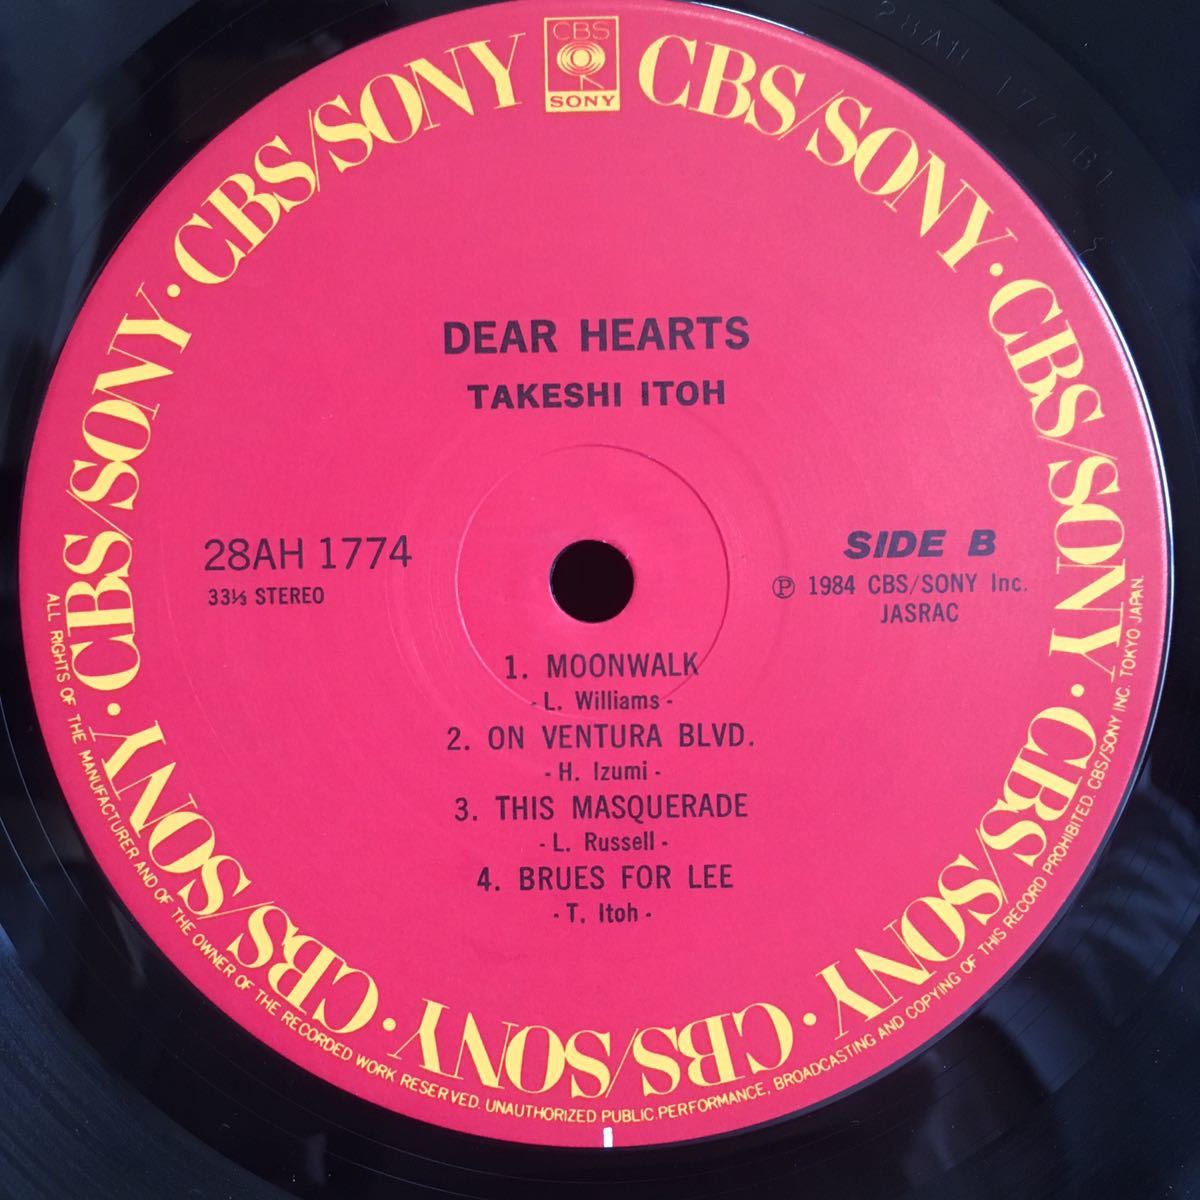 CBS
SONY
CBS/SONY · CBS/SONY · CBS/SONY · CBS/SONY · CBS/SONY · CBS/SONY · CBS/SONY · CBS/SONY
DEAR HEARTS
TAKESHI ITOH
28AH 1774
33⅓ STEREO
SIDE B
Ⓟ 1984 CBS/SONY Inc.
JASRAC
1. MOONWALK
- L. Williams -
2. ON VENTURA BLVD.
- H. Izumi -
3. THIS MASQUERADE
- L. Russell -
4. BRUES FOR LEE
- T. Itoh -
ALL RIGHTS OF THE MANUFACTURER AND OF THE OWNER OF THE RECORDED WORK RESERVED. UNAUTHORIZED PUBLIC PERFORMANCE, BROADCASTING AND COPYING OF THIS RECORD PROHIBITED. CBS/SONY INC. TOKYO JAPAN.